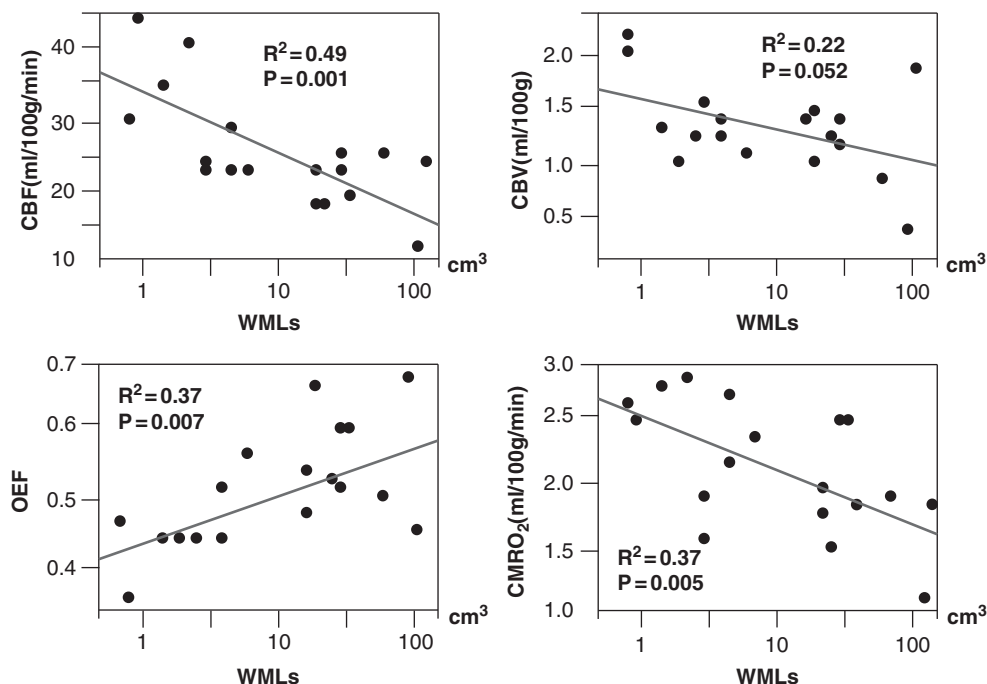 CBF(ml/100g/min)
40
30
20
10
R²=0.49
P=0.001
1
10
100
cm³
WMLs
CBV(ml/100g)
2.0
1.5
1.0
0.5
R²=0.22
P=0.052
1
10
100
cm³
WMLs
OEF
0.7
0.6
0.5
0.4
R²=0.37
P=0.007
1
10
100
cm³
WMLs
CMRO₂(ml/100g/min)
3.0
2.5
2.0
1.5
1.0
R²=0.37
P=0.005
1
10
100
cm³
WMLs